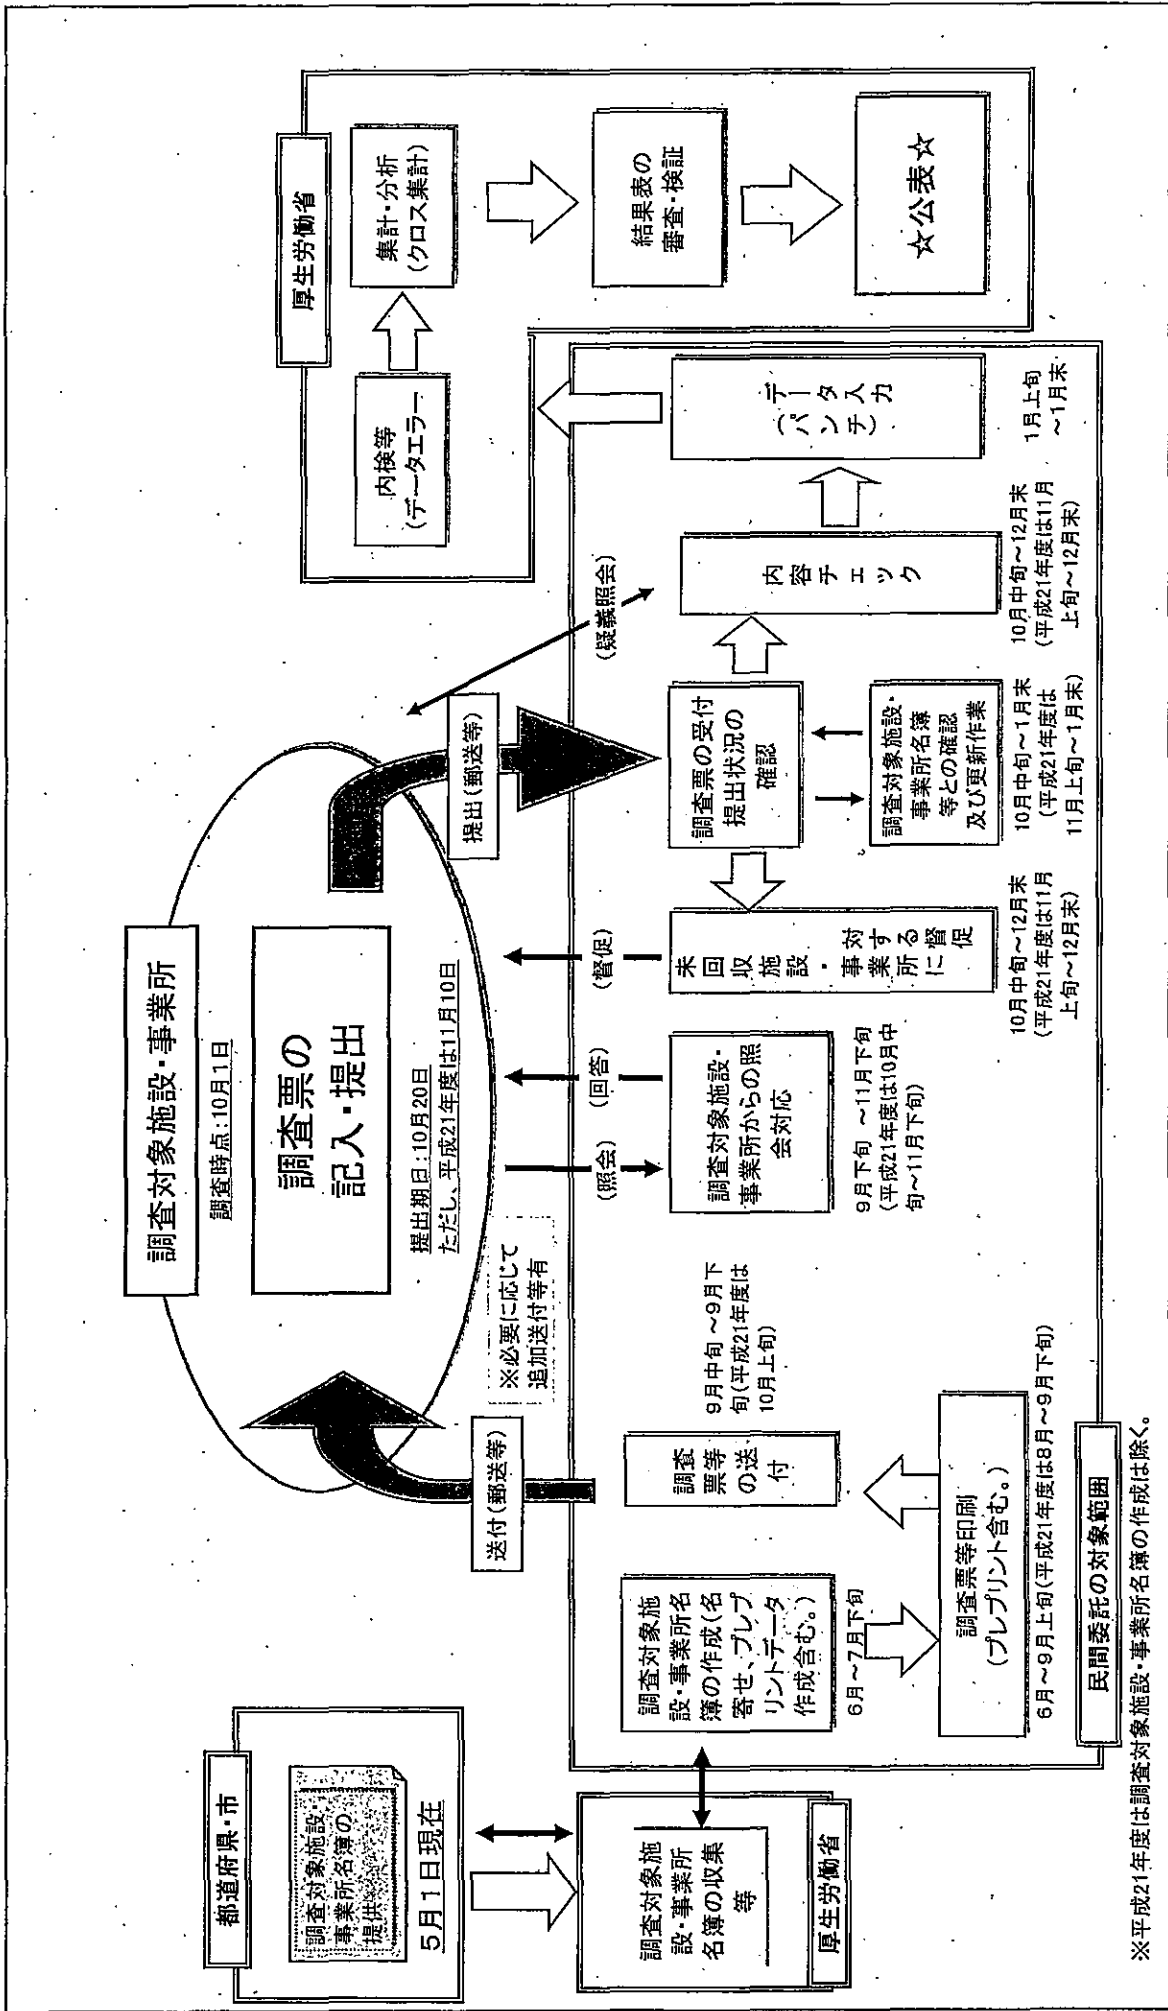 都道府県・市
調査対象施設・
事業所名簿の
提供
5月1日現在
調査対象施
設・事業所
名簿の収集
等
厚生労働省
調査対象施
設・事業所名
簿の作成(名
寄せ、プレプ
リントデータ
作成含む。)
6月～7月下旬
調査票等印刷
(プレプリント含む。)
6月～9月上旬(平成21年度は8月～9月下旬)
調査
票等
の送
付
9月中旬～9月下
旬(平成21年度は
10月上旬)
送付(郵送等)
※必要に応じて
追加送付等有
調査対象施設・事業所
調査時点:10月1日
調査票の
記入・提出
提出期日:10月20日
ただし、平成21年度は11月10日
(照会)
(回答)
調査対象施設・
事業所からの照
会対応
9月下旬～11月下旬
(平成21年度は10月中
旬～11月下旬)
(督促)
未回収施設・事業所に
対する督促
10月中旬～12月末
(平成21年度は11月
上旬～12月末)
提出(郵送等)
調査票の受付
提出状況の
確認
調査対象施設・
事業所名簿
等との確認
及び更新作業
10月中旬～1月末
(平成21年度は
11月上旬～1月末)
(疑義照会)
内容チェック
10月中旬～12月末
(平成21年度は11月
上旬～12月末)
データ入力
(パンチ)
1月上旬
～1月末
厚生労働省
内検等
(データエラー)
集計・分析
(クロス集計)
結果表の
審査・検証
☆公表☆
民間委託の対象範囲
※平成21年度は調査対象施設・事業所名簿の作成は除く。